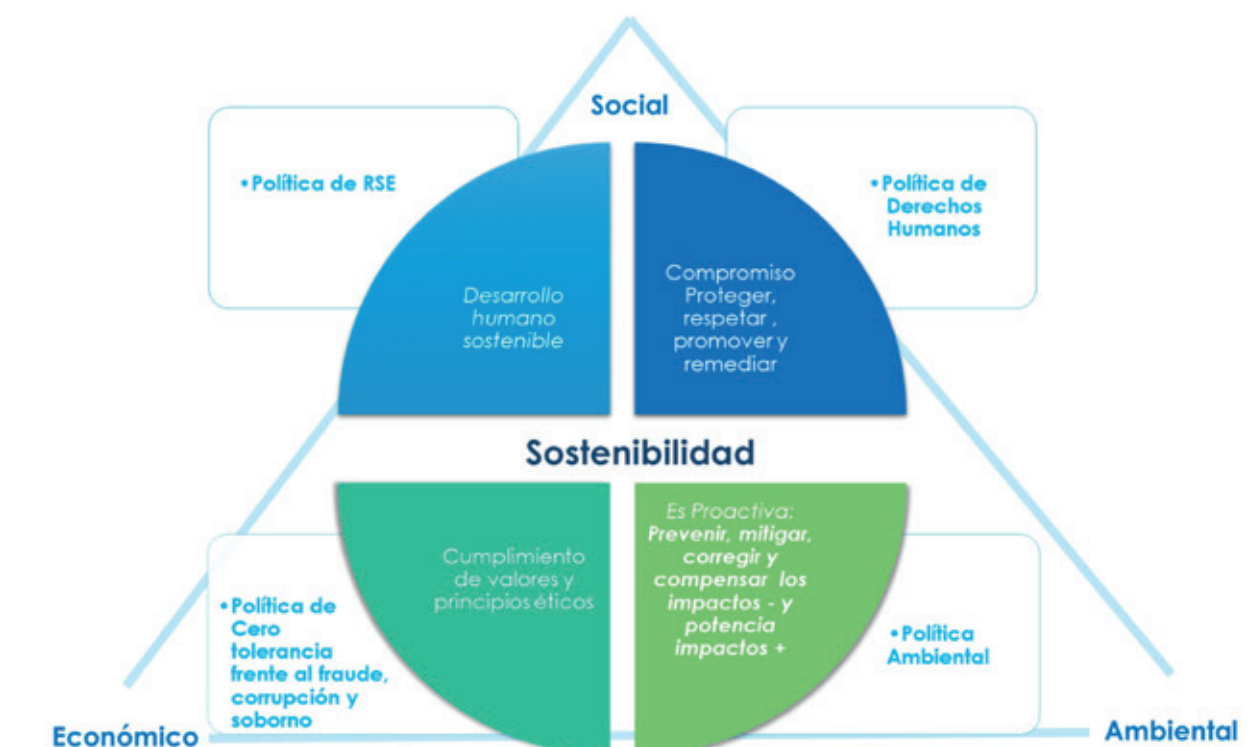 Social
•Política de RSE
•Política de
Derechos
Humanos
Desarrollo
humano
sostenible
Compromiso
Proteger,
respetar ,
promover y
remediar
Sostenibilidad
Cumplimiento
de valores y
principios éticos
Es Proactiva:
Prevenir, mitigar,
corregir y
compensar los
impactos - y
potencia
impactos +
•Política de
Cero
tolerancia
frente al fraude,
corrupción y
soborno
•Política
Ambiental
Económico
Ambiental